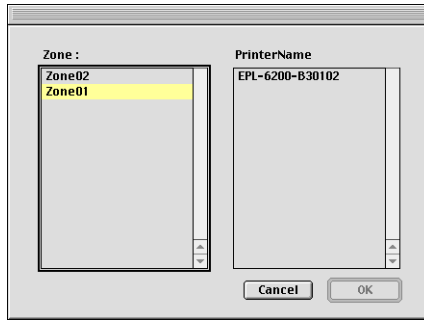 Zone :
Zone02
Zone01
PrinterName
EPL-6200-B30102
Cancel
OK